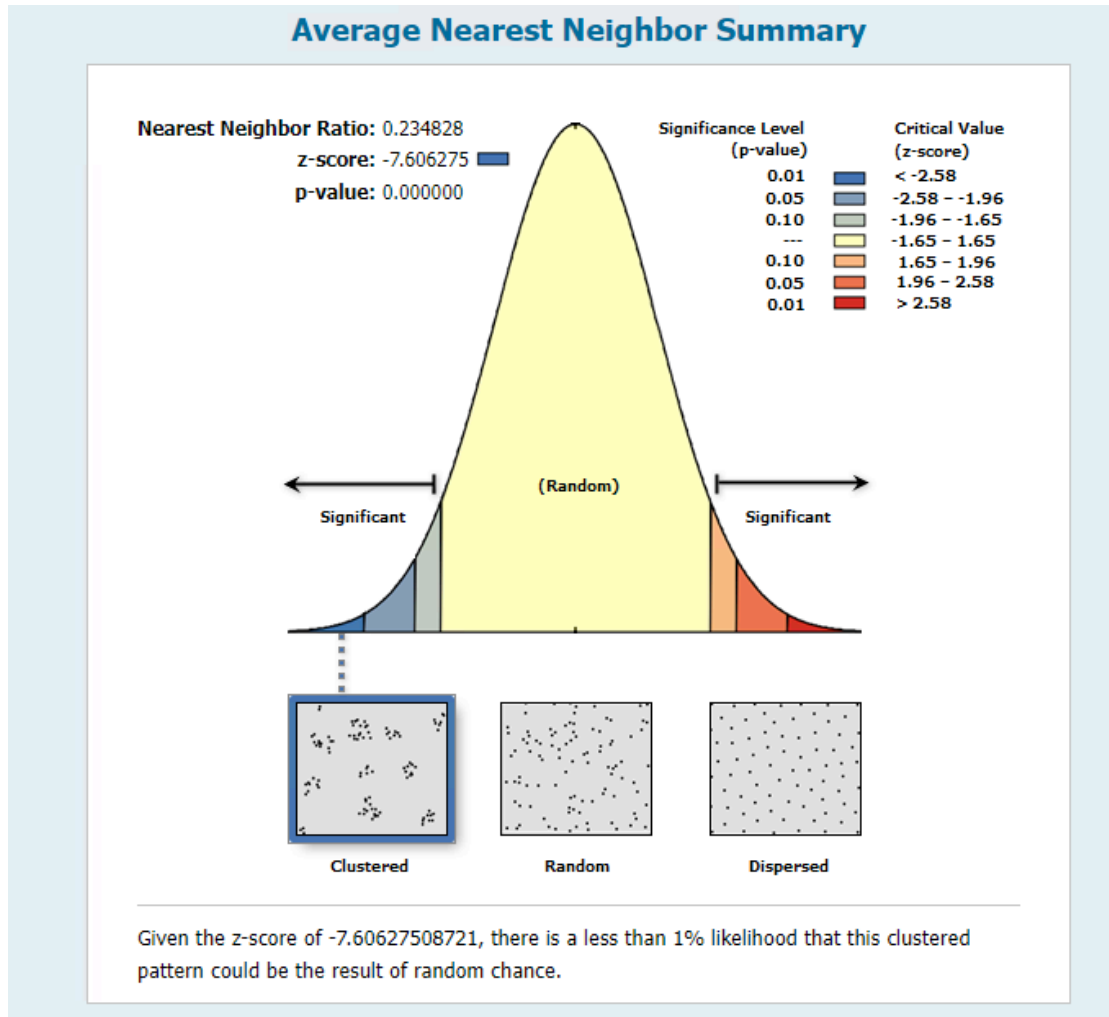 Average Nearest Neighbor Summary
Nearest Neighbor Ratio: 0.234828
z-score: -7.606275
p-value: 0.000000
Significance Level
(p-value)
Critical Value
(z-score)
0.01 < -2.58
0.05 -2.58 – -1.96
0.10 -1.96 – -1.65
--- -1.65 – 1.65
0.10 1.65 – 1.96
0.05 1.96 – 2.58
0.01 > 2.58
(Random)
Significant
Significant
Clustered
Random
Dispersed
Given the z-score of -7.60627508721, there is a less than 1% likelihood that this clustered
pattern could be the result of random chance.